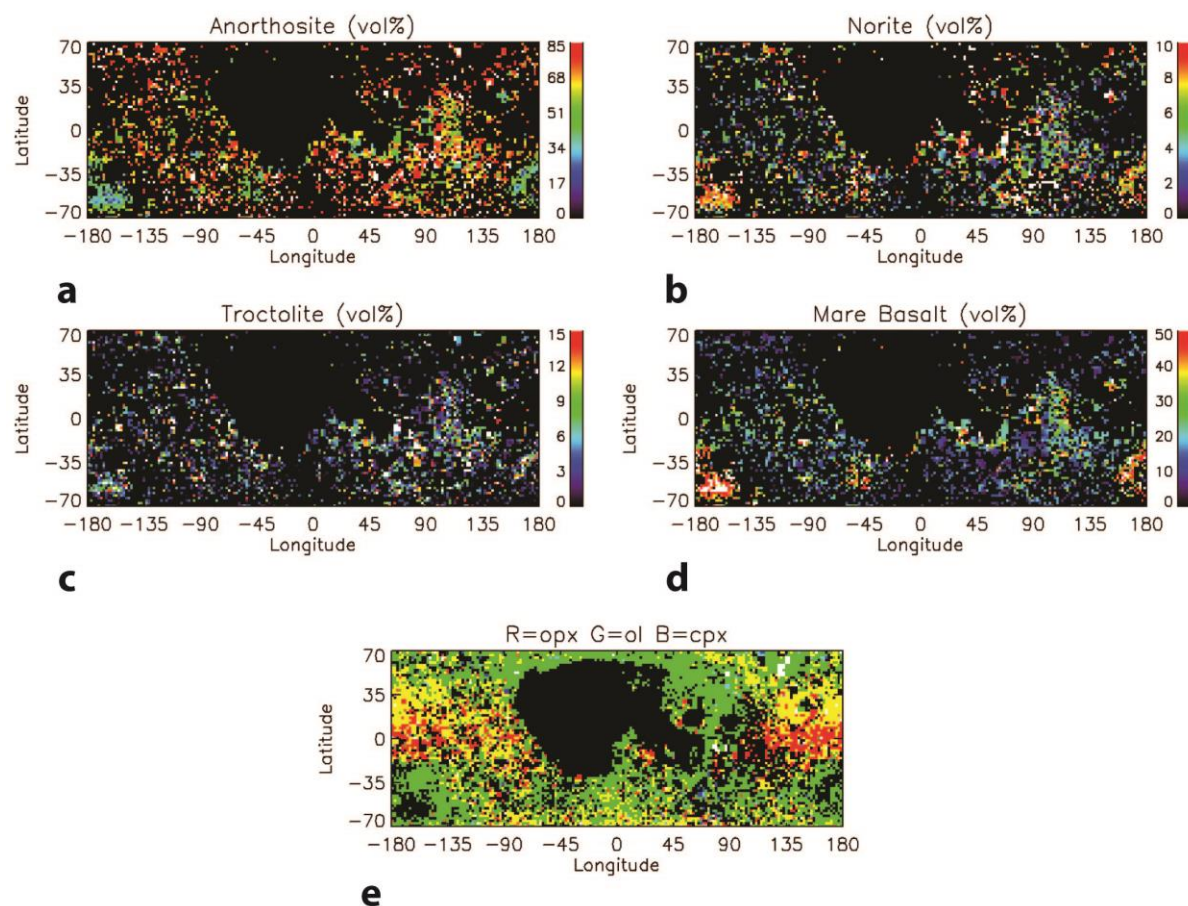 Anorthosite (vol%)
70
35
0
−35
−70
Latitude
−180 −135 −90 −45 0 45 90 135 180
Longitude
85
68
51
34
17
0
a
Norite (vol%)
70
35
0
−35
−70
Latitude
−180 −135 −90 −45 0 45 90 135 180
Longitude
10
8
6
4
2
0
b
Troctolite (vol%)
70
35
0
−35
−70
Latitude
−180 −135 −90 −45 0 45 90 135 180
Longitude
15
12
9
6
3
0
c
Mare Basalt (vol%)
70
35
0
−35
−70
Latitude
−180 −135 −90 −45 0 45 90 135 180
Longitude
50
40
30
20
10
0
d
R=opx G=ol B=cpx
70
35
0
−35
−70
Latitude
−180 −135 −90 −45 0 45 90 135 180
Longitude
e